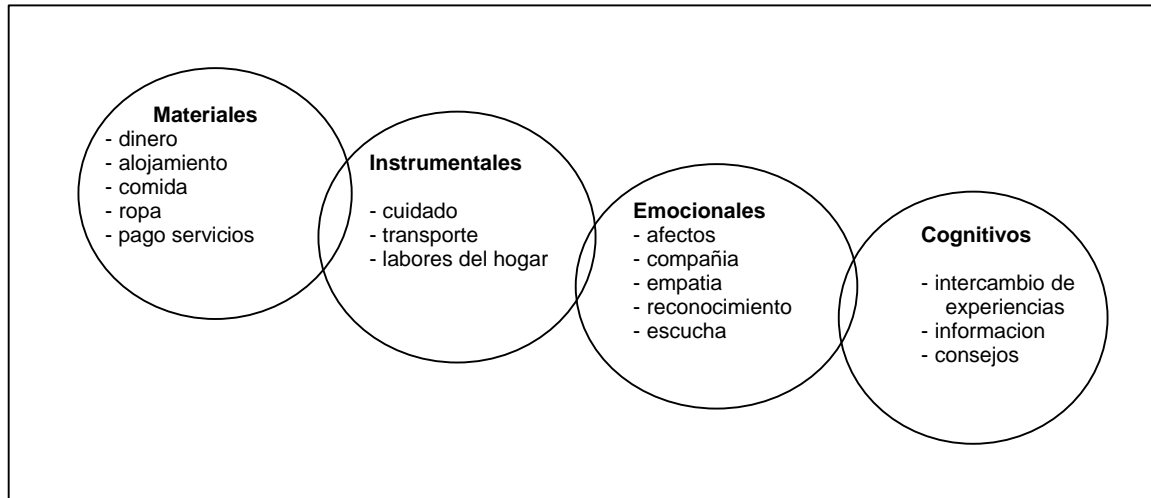 Materiales
- dinero
- alojamiento
- comida
- ropa
- pago servicios
Instrumentales
- cuidado
- transporte
- labores del hogar
Emocionales
- afectos
- compañia
- empatia
- reconocimiento
- escucha
Cognitivos
- intercambio de
experiencias
- informacion
- consejos